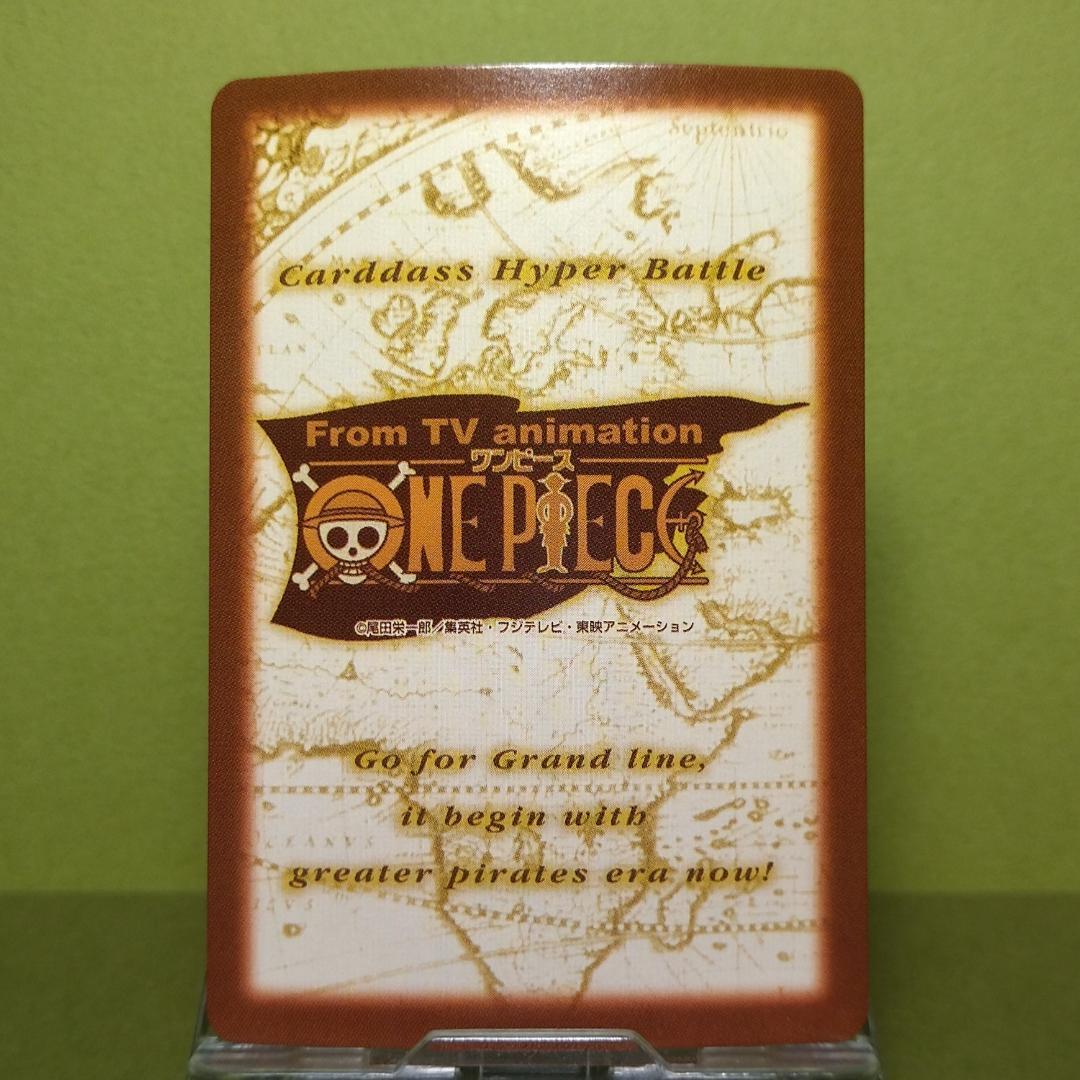 Septentrio
Carddass Hyper Battle
From TV animation
ワンピース
ONE PIECE
©尾田栄一郎／集英社・フジテレビ・東映アニメーション
Go for Grand line,
it begin with
greater pirates era now!